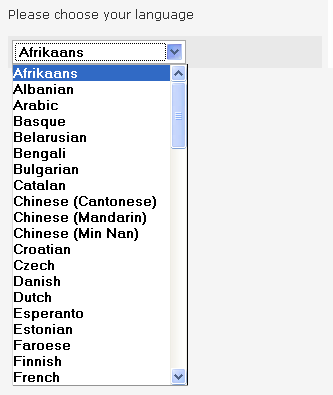 Please choose your language
Afrikaans
Afrikaans
Albanian
Arabic
Basque
Belarusian
Bengali
Bulgarian
Catalan
Chinese (Cantonese)
Chinese (Mandarin)
Chinese (Min Nan)
Croatian
Czech
Danish
Dutch
Esperanto
Estonian
Faroese
Finnish
French